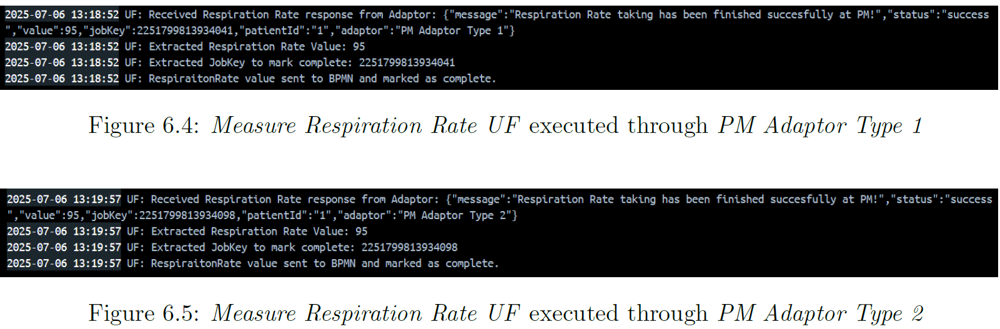 2025-07-06 13:18:52 UF: Received Respiration Rate response from Adaptor: {"message":"Respiration Rate taking has been finished succesfully at PM!","status":"success
","value":95,"jobKey":2251799813934041,"patientId":"1","adaptor":"PM Adaptor Type 1"}
2025-07-06 13:18:52 UF: Extracted Respiration Rate Value: 95
2025-07-06 13:18:52 UF: Extracted JobKey to mark complete: 2251799813934041
2025-07-06 13:18:52 UF: RespiraitonRate value sent to BPMN and marked as complete.
Figure 6.4: Measure Respiration Rate UF executed through PM Adaptor Type 1
2025-07-06 13:19:57 UF: Received Respiration Rate response from Adaptor: {"message":"Respiration Rate taking has been finished succesfully at PM!","status":"success
","value":95,"jobKey":2251799813934098,"patientId":"1","adaptor":"PM Adaptor Type 2"}
2025-07-06 13:19:57 UF: Extracted Respiration Rate Value: 95
2025-07-06 13:19:57 UF: Extracted JobKey to mark complete: 2251799813934098
2025-07-06 13:19:57 UF: RespiraitonRate value sent to BPMN and marked as complete.
Figure 6.5: Measure Respiration Rate UF executed through PM Adaptor Type 2